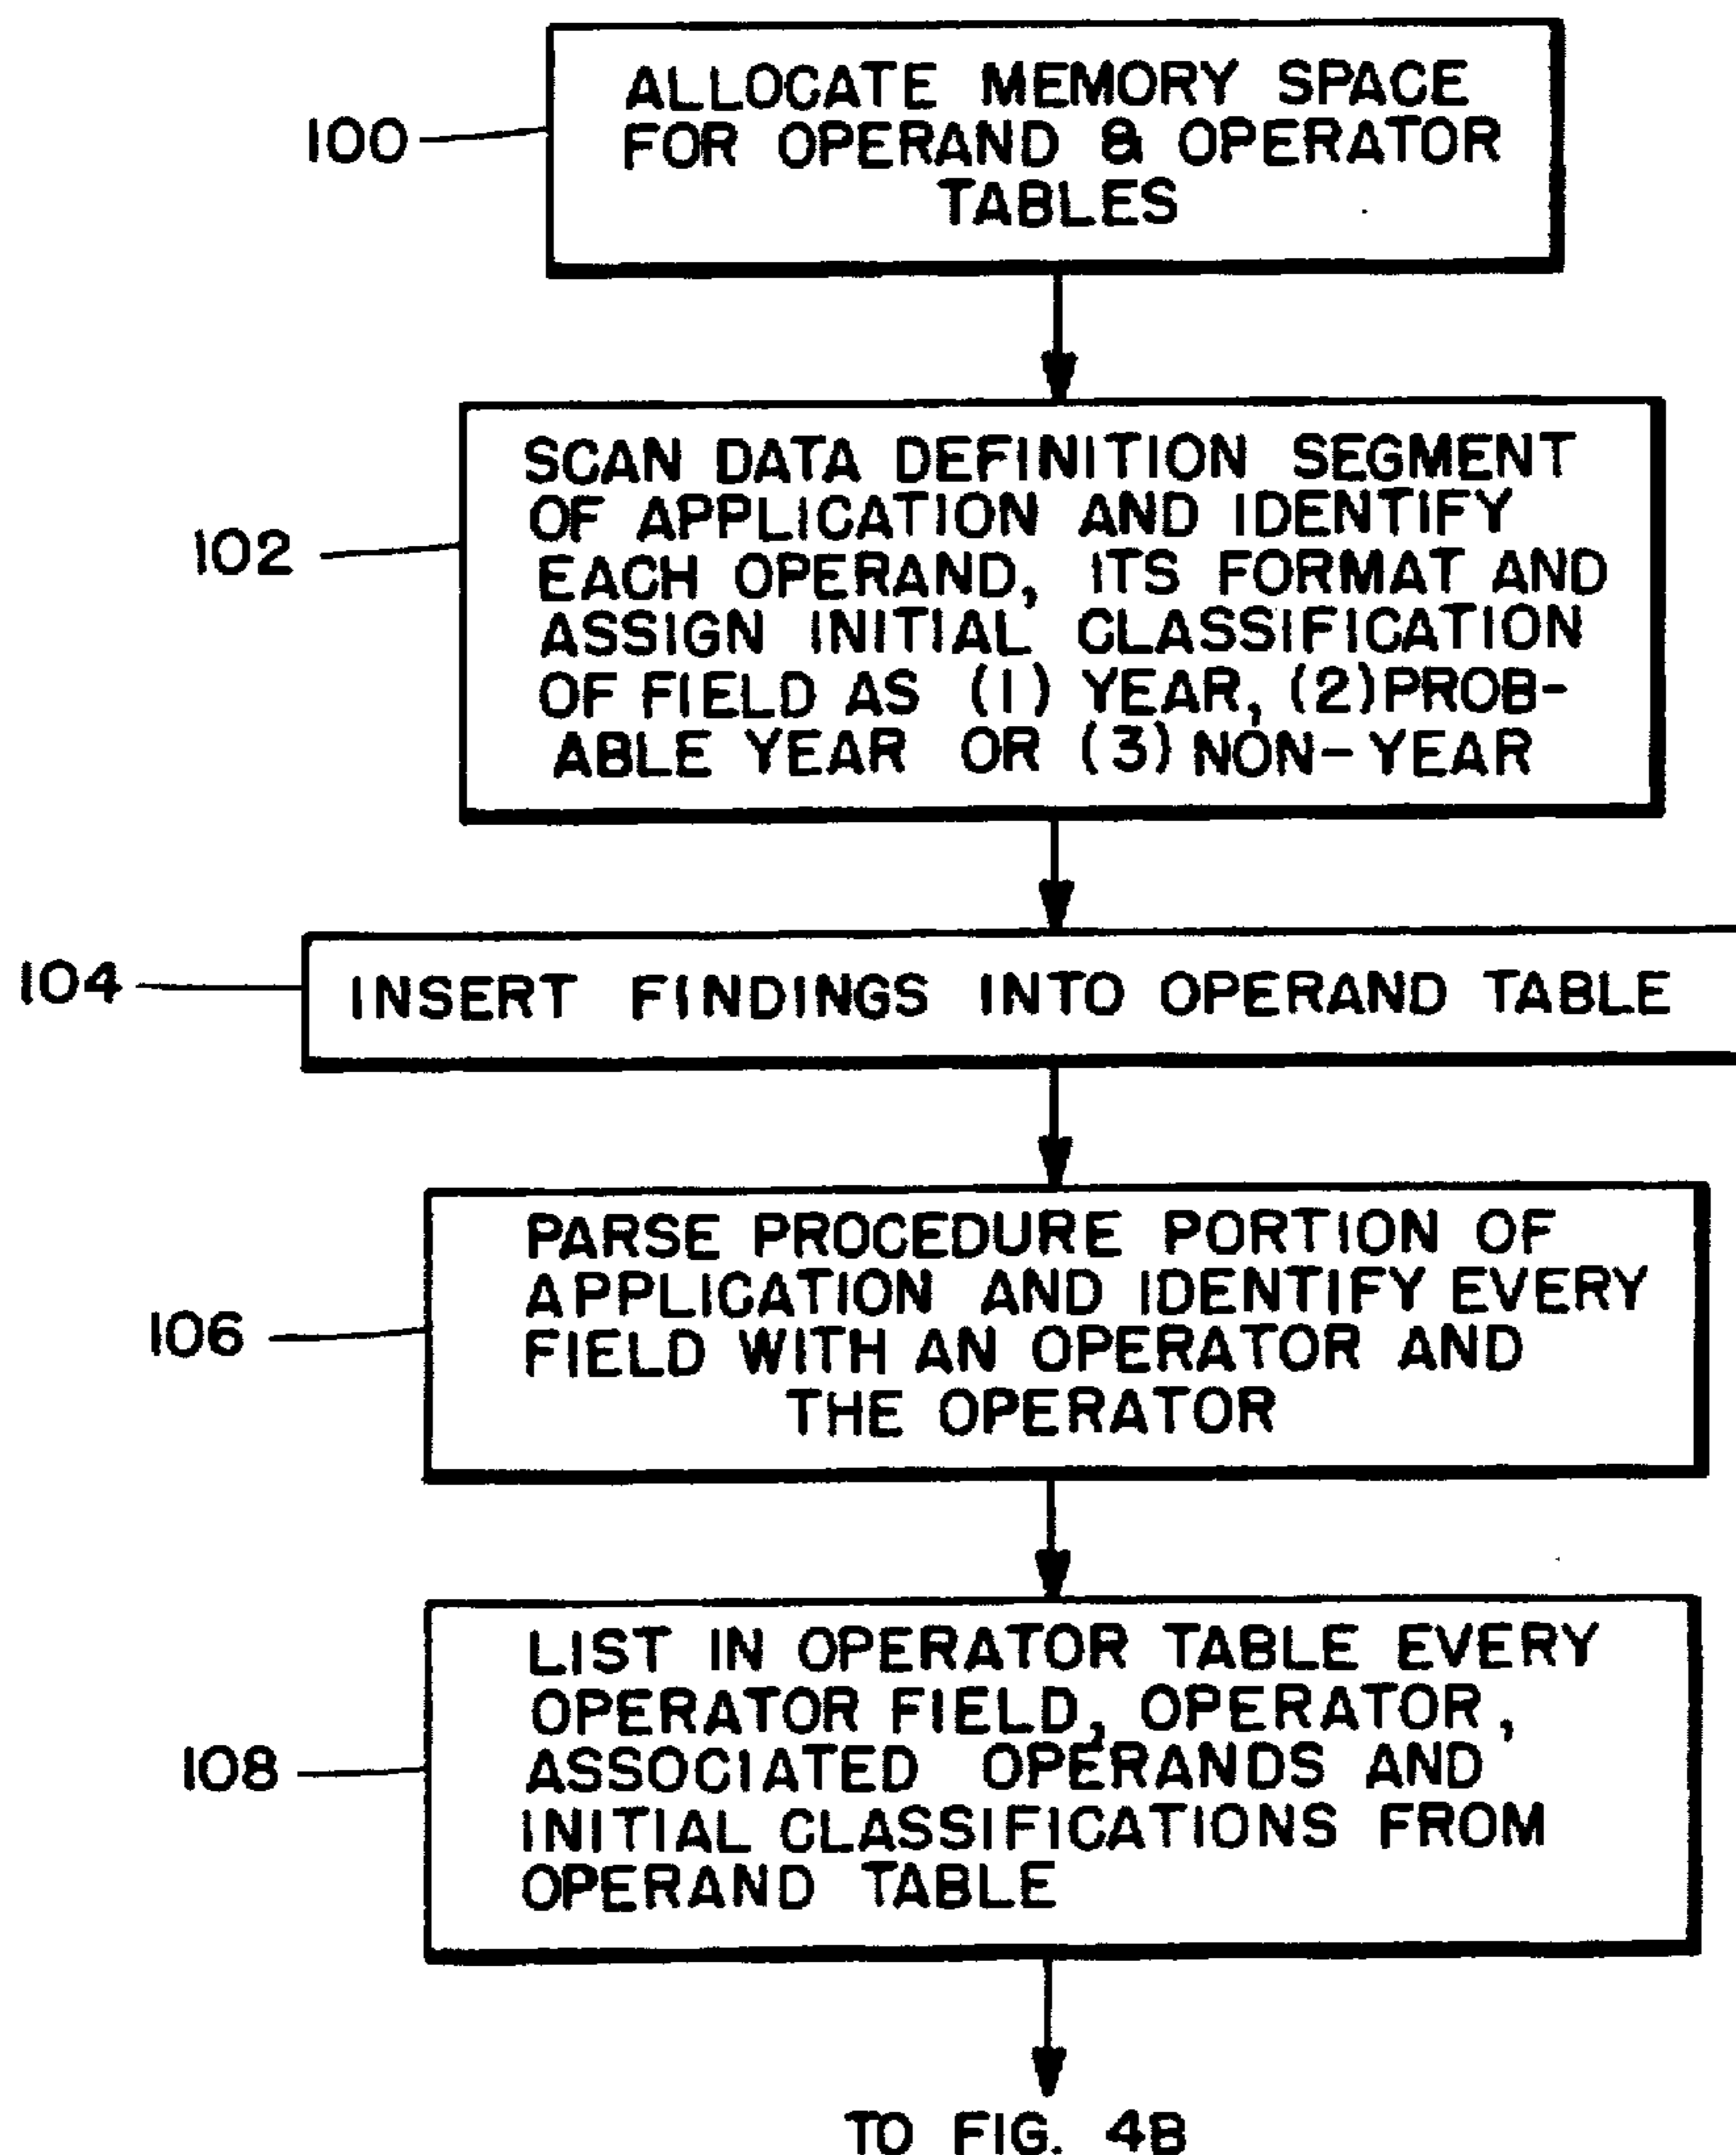 100
ALLOCATE MEMORY SPACE
FOR OPERAND & OPERATOR
TABLES
102
SCAN DATA DEFINITION SEGMENT
OF APPLICATION AND IDENTIFY
EACH OPERAND, ITS FORMAT AND
ASSIGN INITIAL CLASSIFICATION
OF FIELD AS (1) YEAR, (2)PROB-
ABLE YEAR OR (3) NON-YEAR
104
INSERT FINDINGS INTO OPERAND TABLE
106
PARSE PROCEDURE PORTION OF
APPLICATION AND IDENTIFY EVERY
FIELD WITH AN OPERATOR AND
THE OPERATOR
108
LIST IN OPERATOR TABLE EVERY
OPERATOR FIELD, OPERATOR,
ASSOCIATED OPERANDS AND
INITIAL CLASSIFICATIONS FROM
OPERAND TABLE
TO FIG. 4B